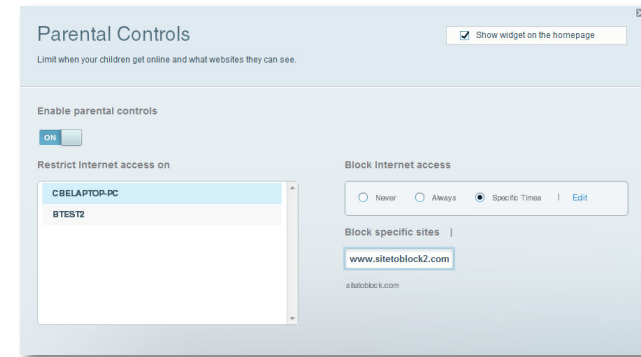 Parental Controls
Show widget on the homepage
Limit when your children get online and what websites they can see.
Enable parental controls
ON
Restrict Internet access on
Block Internet access
CBELAPTOP-PC
Never Always Specific Times | Edit
BTEST2
Block specific sites |
www.sitetoblock2.com
sitetoblock.com